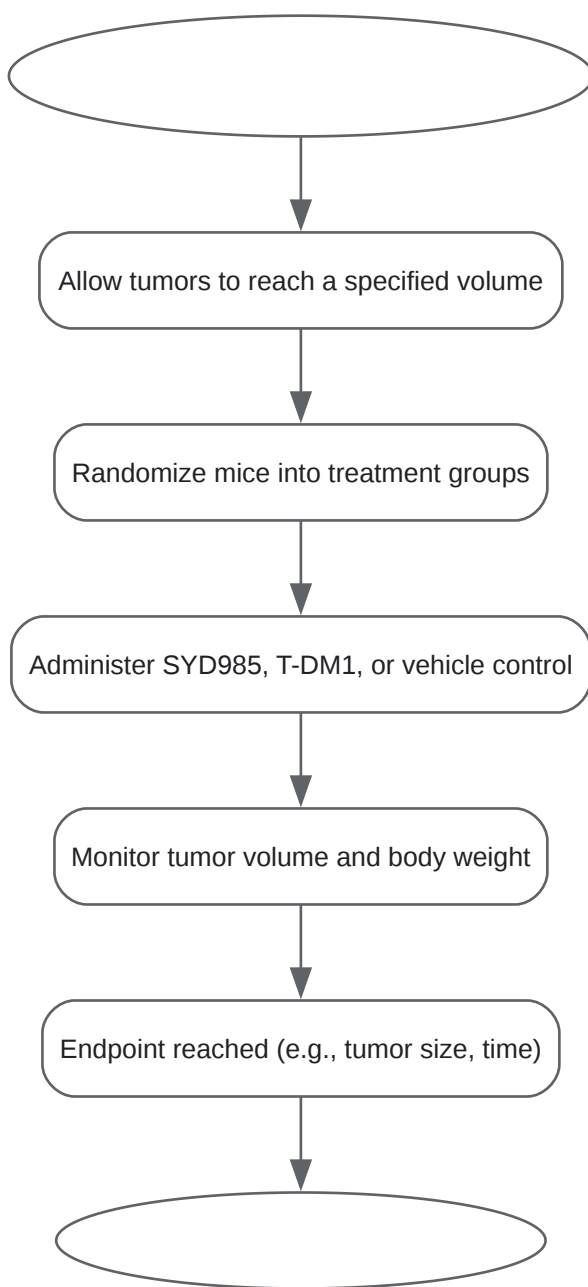 Allow tumors to reach a specified volume
Randomize mice into treatment groups
Administer SYD985, T-DM1, or vehicle control
Monitor tumor volume and body weight
Endpoint reached (e.g., tumor size, time)